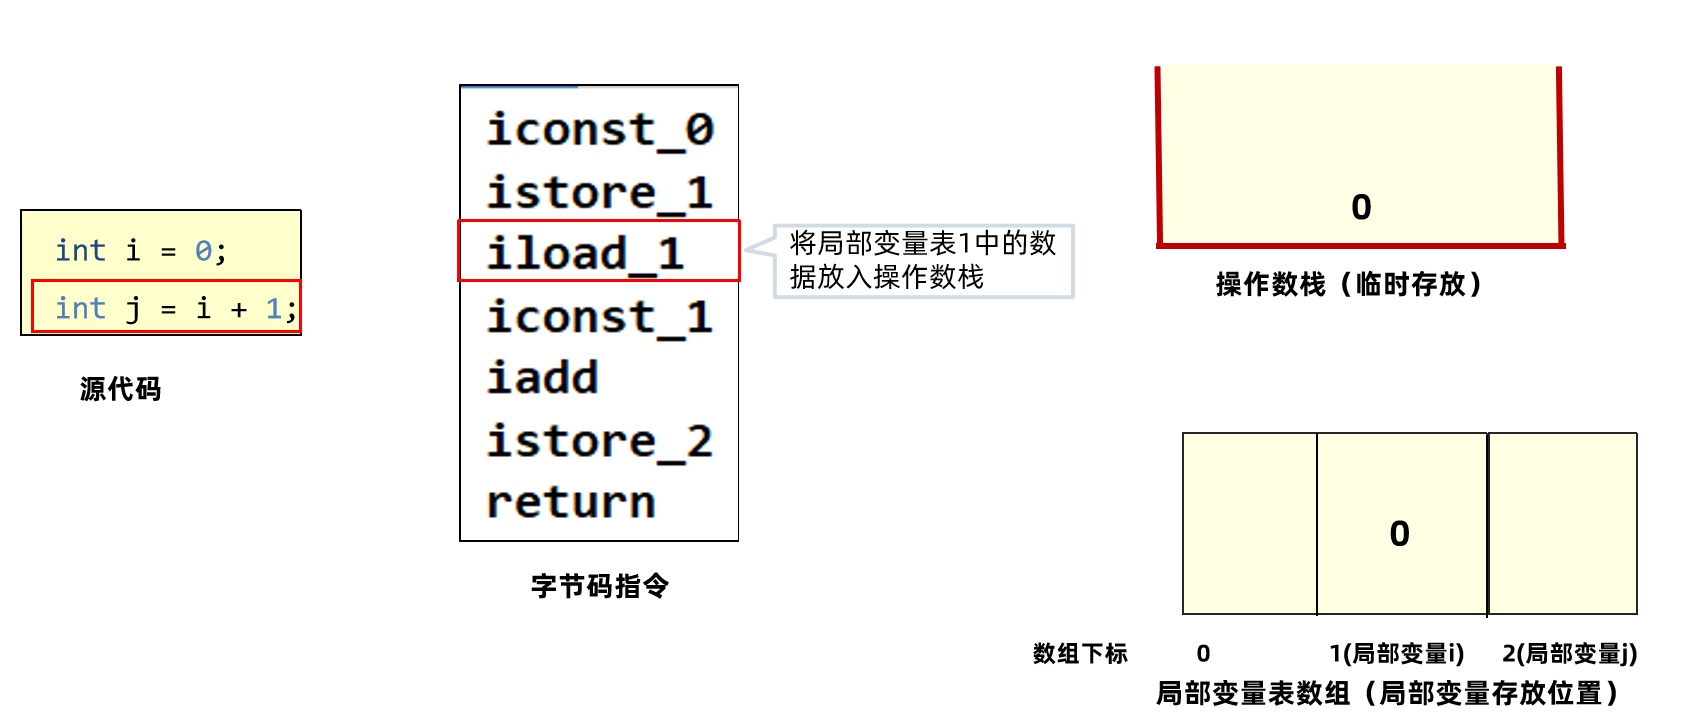 int i = 0;
int j = i + 1;
源代码
iconst_0
istore_1
iload_1
iconst_1
iadd
istore_2
return
字节码指令
将局部变量表1中的数
据放入操作数栈
0
操作数栈（临时存放）
0
数组下标 0 1(局部变量i) 2(局部变量j)
局部变量表数组（局部变量存放位置）